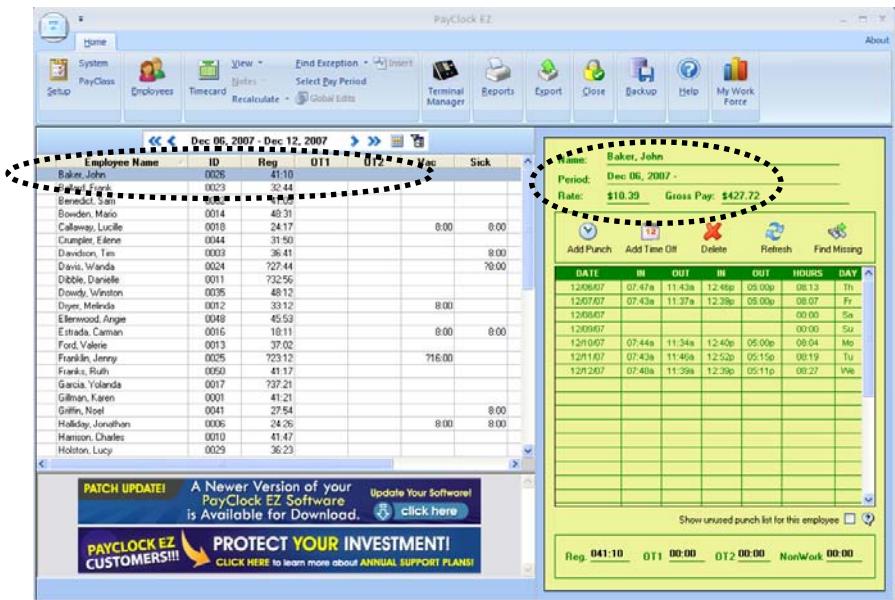 PayClock EZ
Home
About
System
PayClass
Setup
Employees
Timecard
View
Notes
Recalculate
Find Exception
Insert
Select Pay Period
Global Edits
Terminal Manager
Reports
Export
Close
Backup
Help
My Work Force
Dec 06, 2007 - Dec 12, 2007
Employee Name ID Reg OT1 OT2 Vac Sick
Baker, John 0026 41:10
Ballard, Frank 0023 32:44
Benedict, Sam
Bowden, Mario 0014 48:31
Callaway, Lucille 0018 24:17 8:00 8:00
Crumpler, Eilene 0044 31:50
Davidson, Tim 0003 36:41 8:00
Davis, Wanda 0024 ?27:44 ?8:00
Dibble, Danielle 0011 ?32:56
Dowdy, Winston 0035 48:12
Dryer, Melinda 0012 33:12 8:00
Ellenwood, Angie 0048 45:53
Estrada, Carman 0016 18:11 8:00 8:00
Ford, Valerie 0013 37:02
Franklin, Jenny 0025 ?23:12 ?16:00
Franks, Ruth 0050 41:17
Garcia, Yolanda 0017 ?37:21
Gillman, Karen 0001 41:21
Griffin, Noel 0041 27:54 8:00
Halliday, Jonathan 0006 24:26 8:00 8:00
Harrison, Charles 0010 41:47
Holston, Lucy 0029 36:23
PATCH UPDATE!
A Newer Version of your
PayClock EZ Software
is Available for Download.
Update Your Software!
click here
PAYCLOCK EZ
CUSTOMERS!!!
PROTECT YOUR INVESTMENT!
CLICK HERE to learn more about ANNUAL SUPPORT PLANS!
Name: Baker, John
Period: Dec 06, 2007 -
Rate: $10.39 Gross Pay: $427.72
12
Add Punch Add Time Off Delete Refresh Find Missing
DATE IN OUT IN OUT HOURS DAY
12/06/07 07:47a 11:43a 12:46p 05:00p 08:13 Th
12/07/07 07:43a 11:37a 12:39p 05:00p 08:07 Fr
12/08/07 00:00 Sa
12/09/07 00:00 Su
12/10/07 07:44a 11:34a 12:40p 05:00p 08:04 Mo
12/11/07 07:43a 11:46a 12:52p 05:15p 08:19 Tu
12/12/07 07:40a 11:39a 12:39p 05:11p 08:27 We
Show unused punch list for this employee
Reg. 041:10 OT1 00:00 OT2 00:00 NonWork 00:00